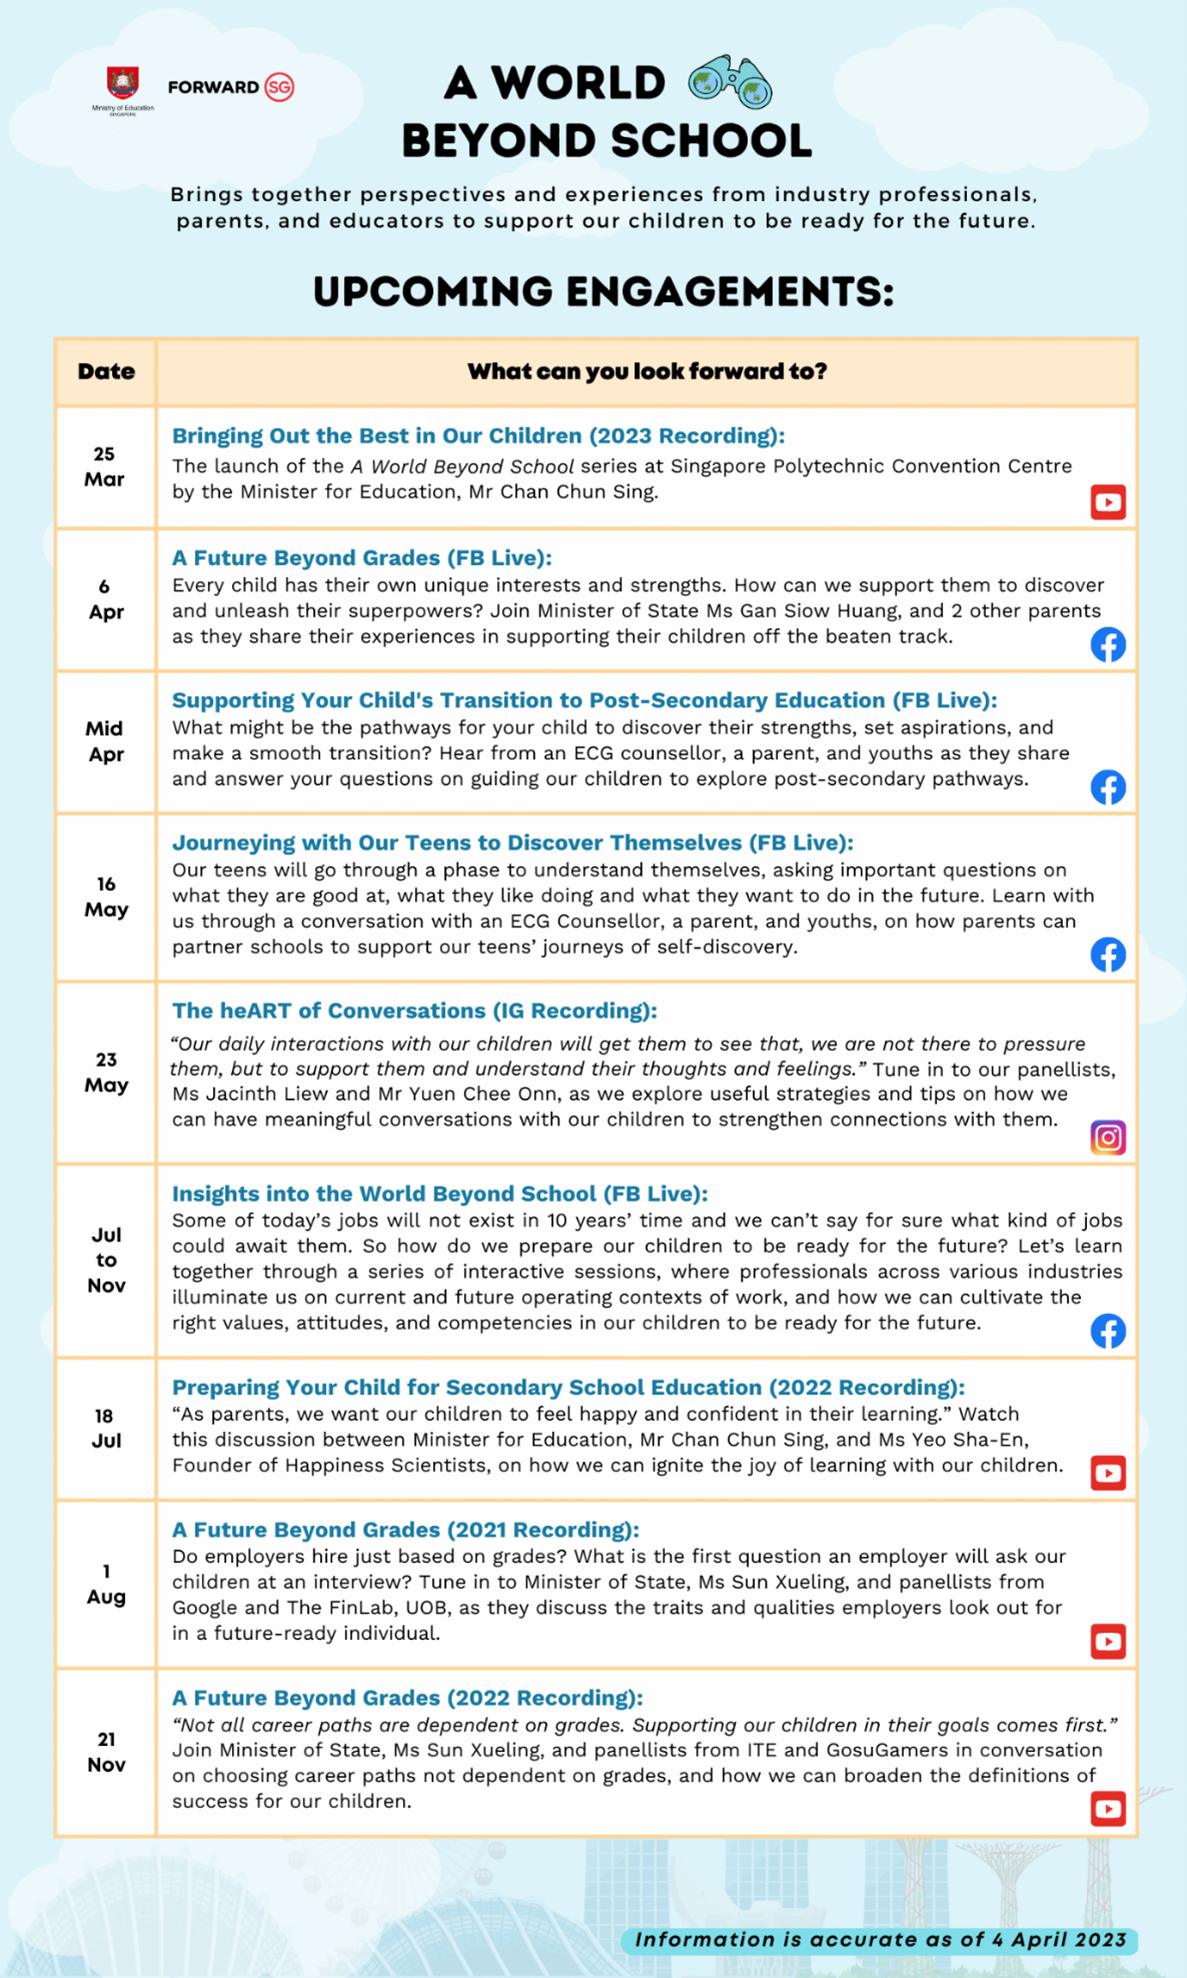 Ministry of Education
SINGAPORE
FORWARD SG
A WORLD
BEYOND SCHOOL
Brings together perspectives and experiences from industry professionals,
parents, and educators to support our children to be ready for the future.
UPCOMING ENGAGEMENTS:
Date
What can you look forward to?
25
Mar
Bringing Out the Best in Our Children (2023 Recording):
The launch of the A World Beyond School series at Singapore Polytechnic Convention Centre
by the Minister for Education, Mr Chan Chun Sing.
6
Apr
A Future Beyond Grades (FB Live):
Every child has their own unique interests and strengths. How can we support them to discover
and unleash their superpowers? Join Minister of State Ms Gan Siow Huang, and 2 other parents
as they share their experiences in supporting their children off the beaten track.
Mid
Apr
Supporting Your Child's Transition to Post-Secondary Education (FB Live):
What might be the pathways for your child to discover their strengths, set aspirations, and
make a smooth transition? Hear from an ECG counsellor, a parent, and youths as they share
and answer your questions on guiding our children to explore post-secondary pathways.
16
May
Journeying with Our Teens to Discover Themselves (FB Live):
Our teens will go through a phase to understand themselves, asking important questions on
what they are good at, what they like doing and what they want to do in the future. Learn with
us through a conversation with an ECG Counsellor, a parent, and youths, on how parents can
partner schools to support our teens’ journeys of self-discovery.
23
May
The heART of Conversations (IG Recording):
“Our daily interactions with our children will get them to see that, we are not there to pressure
them, but to support them and understand their thoughts and feelings.” Tune in to our panellists,
Ms Jacinth Liew and Mr Yuen Chee Onn, as we explore useful strategies and tips on how we
can have meaningful conversations with our children to strengthen connections with them.
Jul
to
Nov
Insights into the World Beyond School (FB Live):
Some of today’s jobs will not exist in 10 years’ time and we can’t say for sure what kind of jobs
could await them. So how do we prepare our children to be ready for the future? Let’s learn
together through a series of interactive sessions, where professionals across various industries
illuminate us on current and future operating contexts of work, and how we can cultivate the
right values, attitudes, and competencies in our children to be ready for the future.
18
Jul
Preparing Your Child for Secondary School Education (2022 Recording):
“As parents, we want our children to feel happy and confident in their learning.” Watch
this discussion between Minister for Education, Mr Chan Chun Sing, and Ms Yeo Sha-En,
Founder of Happiness Scientists, on how we can ignite the joy of learning with our children.
1
Aug
A Future Beyond Grades (2021 Recording):
Do employers hire just based on grades? What is the first question an employer will ask our
children at an interview? Tune in to Minister of State, Ms Sun Xueling, and panellists from
Google and The FinLab, UOB, as they discuss the traits and qualities employers look out for
in a future-ready individual.
21
Nov
A Future Beyond Grades (2022 Recording):
“Not all career paths are dependent on grades. Supporting our children in their goals comes first.”
Join Minister of State, Ms Sun Xueling, and panellists from ITE and GosuGamers in conversation
on choosing career paths not dependent on grades, and how we can broaden the definitions of
success for our children.
Information is accurate as of 4 April 2023